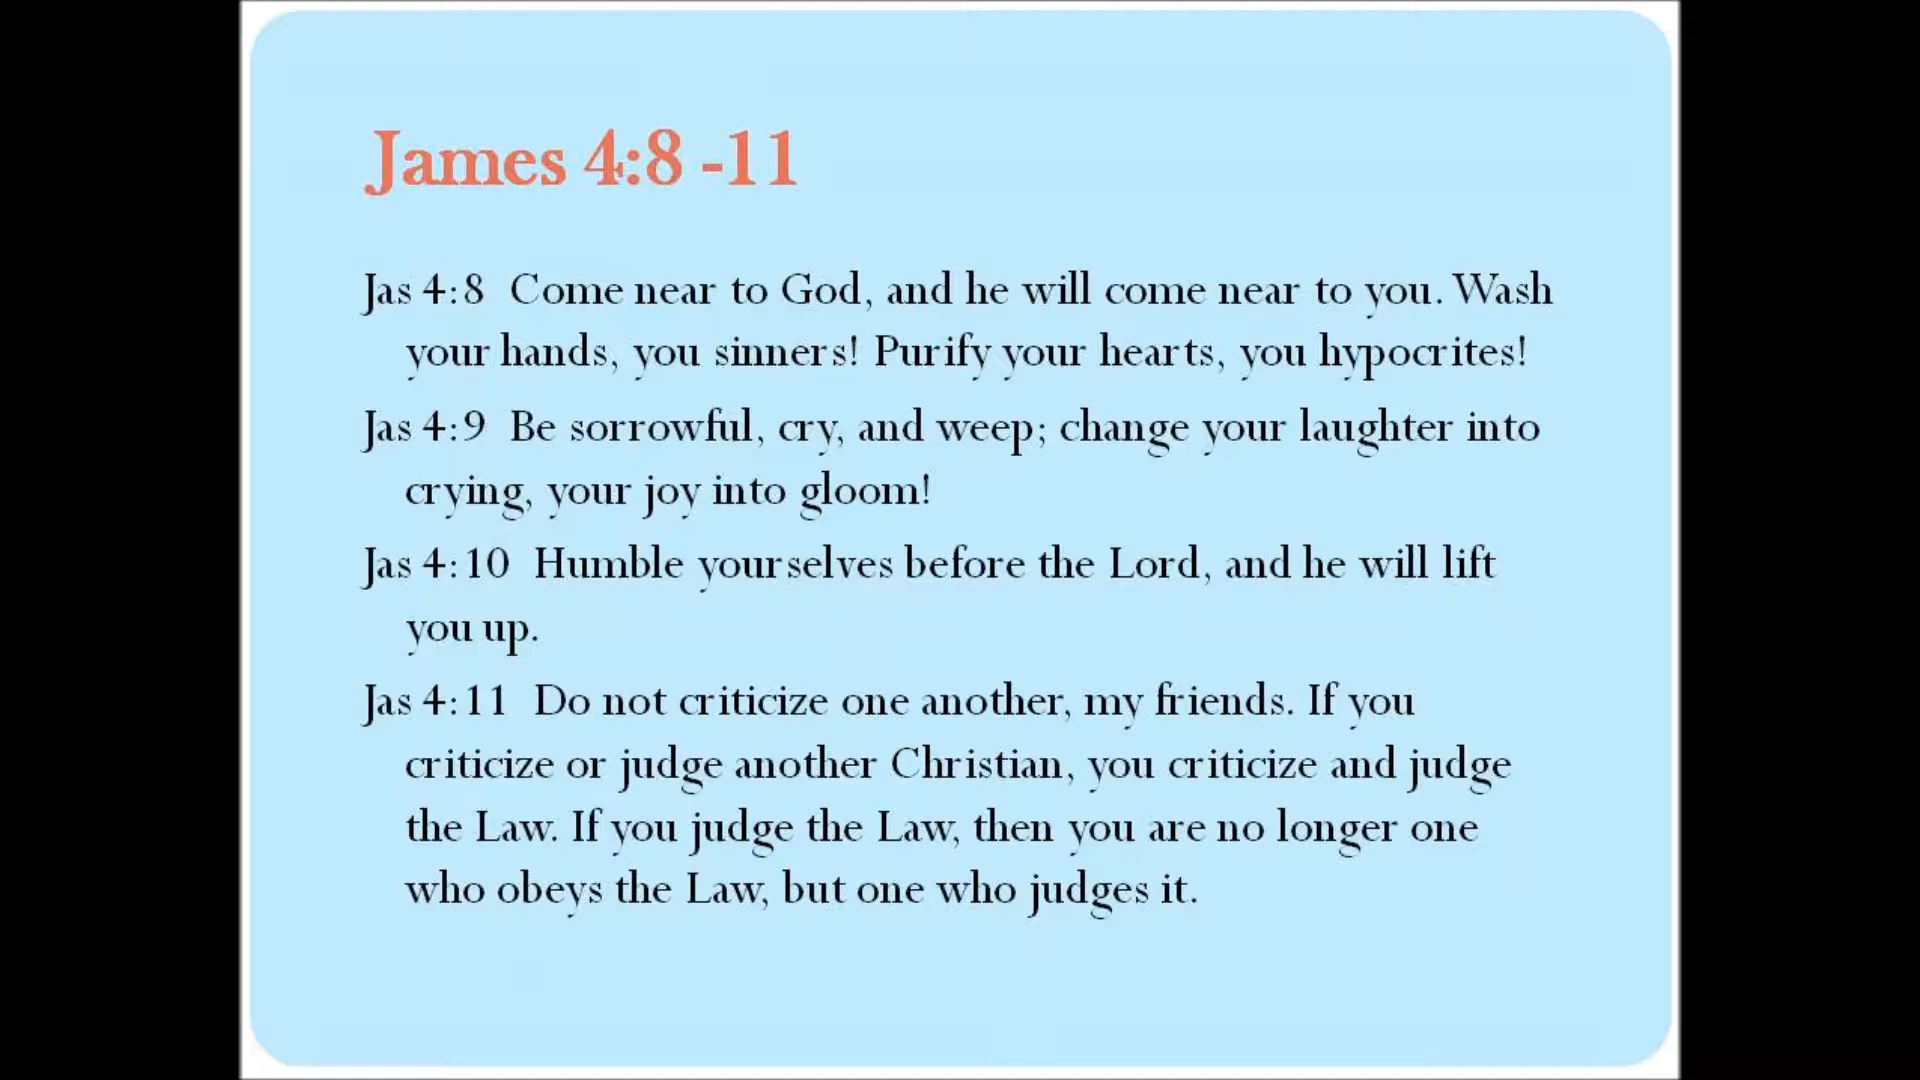 James 4:8 -11
Jas 4:8  Come near to God, and he will come near to you. Wash
your hands, you sinners! Purify your hearts, you hypocrites!
Jas 4:9  Be sorrowful, cry, and weep; change your laughter into
crying, your joy into gloom!
Jas 4:10  Humble yourselves before the Lord, and he will lift
you up.
Jas 4:11  Do not criticize one another, my friends. If you
criticize or judge another Christian, you criticize and judge
the Law. If you judge the Law, then you are no longer one
who obeys the Law, but one who judges it.